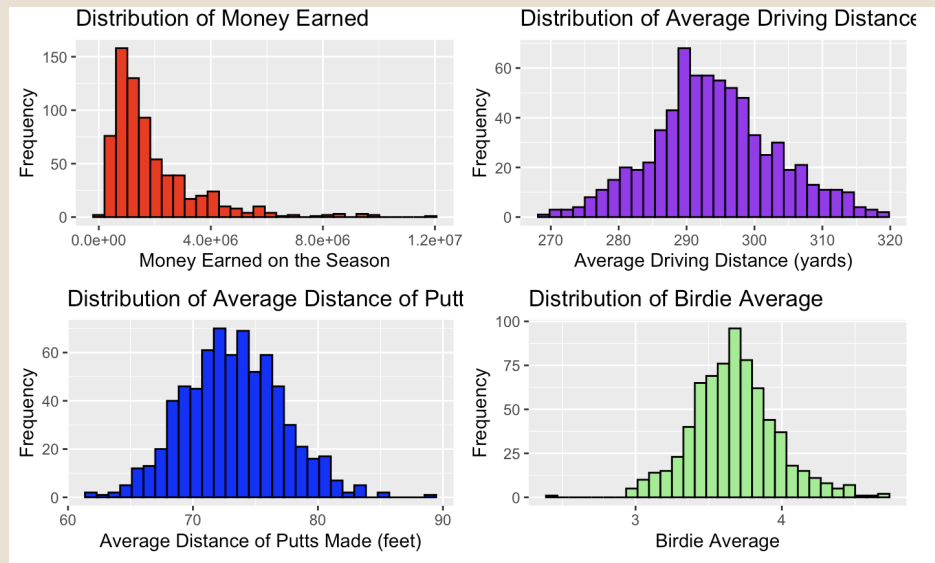 Distribution of Money Earned
Frequency
150
100
50
0
0.0e+00 4.0e+06 8.0e+06 1.2e+07
Money Earned on the Season
Distribution of Average Driving Distance
Frequency
60
40
20
0
270 280 290 300 310 320
Average Driving Distance (yards)
Distribution of Average Distance of Putt
Frequency
60
40
20
0
60 70 80 90
Average Distance of Putts Made (feet)
Distribution of Birdie Average
Frequency
100
75
50
25
0
3 4
Birdie Average